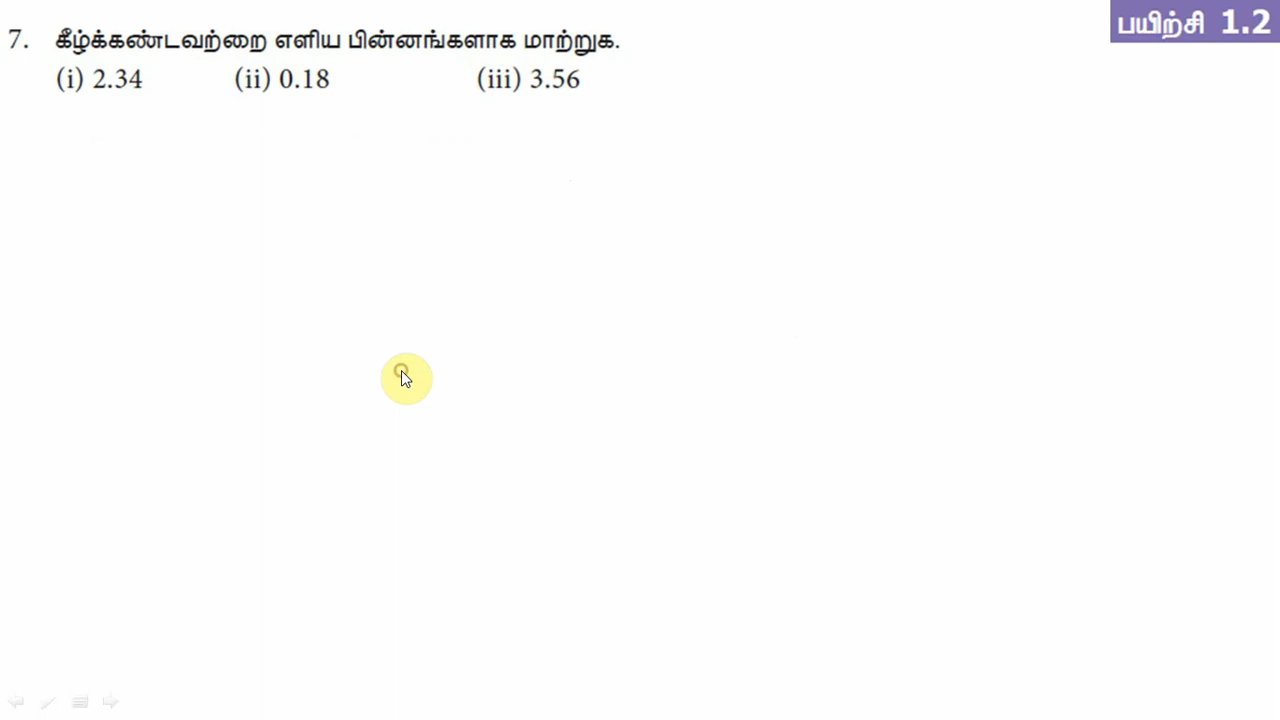 பயிற்சி 1.2
7. கீழ்க்கண்டவற்றை எளிய பின்னங்களாக மாற்றுக.
(i) 2.34 (ii) 0.18 (iii) 3.56